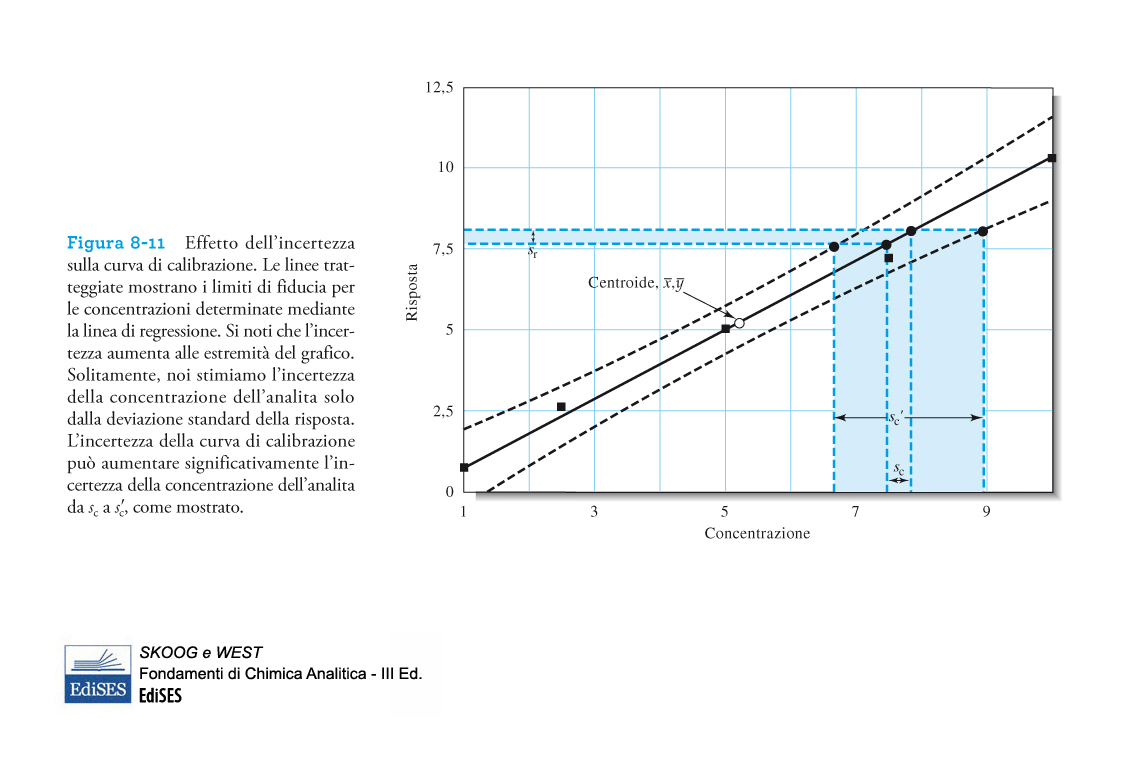 Figura 8-11 Effetto dell'incertezza
sulla curva di calibrazione. Le linee trat-
teggiate mostrano i limiti di fiducia per
le concentrazioni determinate mediante
la linea di regressione. Si noti che l'incer-
tezza aumenta alle estremità del grafico.
Solitamente, noi stimiamo l'incertezza
della concentrazione dell'analita solo
dalla deviazione standard della risposta.
L'incertezza della curva di calibrazione
può aumentare significativamente l'in-
certezza della concentrazione dell'analita
da sc a s′c, come mostrato.
12,5
10
7,5
5
2,5
0
Risposta
sr
Centroide, x̅,y̅
sc′
sc
1 3 5 7 9
Concentrazione
EdiSES
SKOOG e WEST
Fondamenti di Chimica Analitica - III Ed.
EdiSES